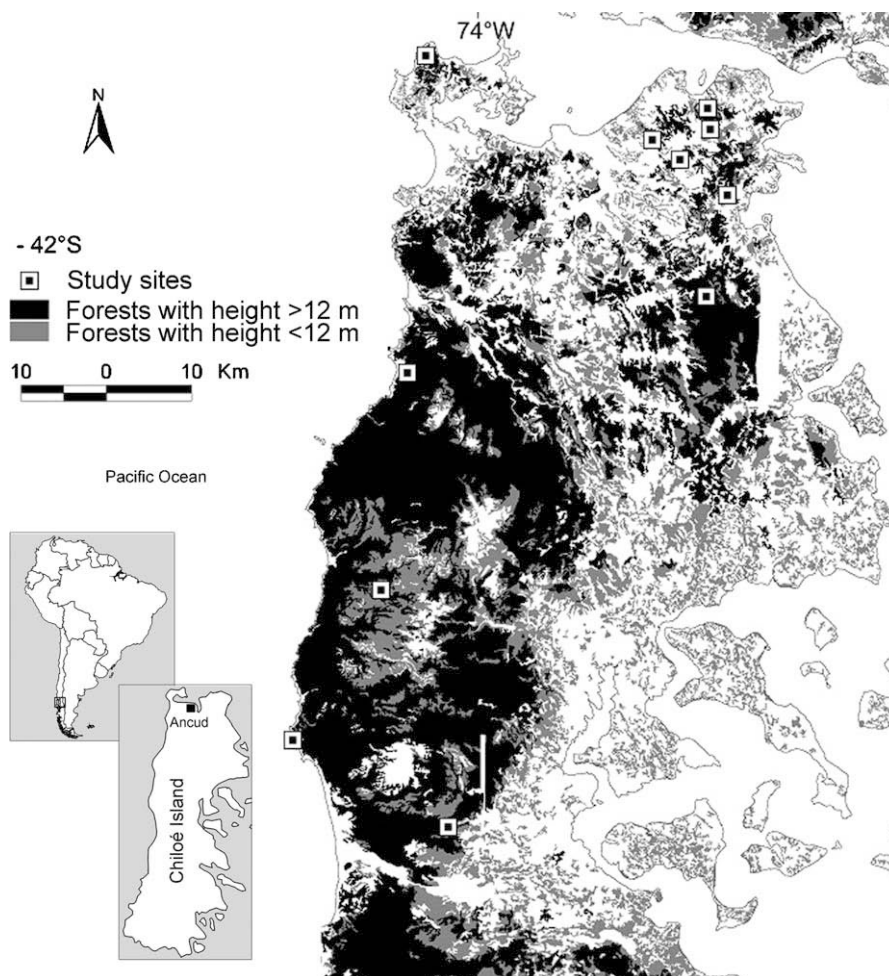 74°W
N
- 42°S
Study sites
Forests with height >12 m
Forests with height <12 m
10 0 10 Km
Pacific Ocean
Ancud
Chiloé Island